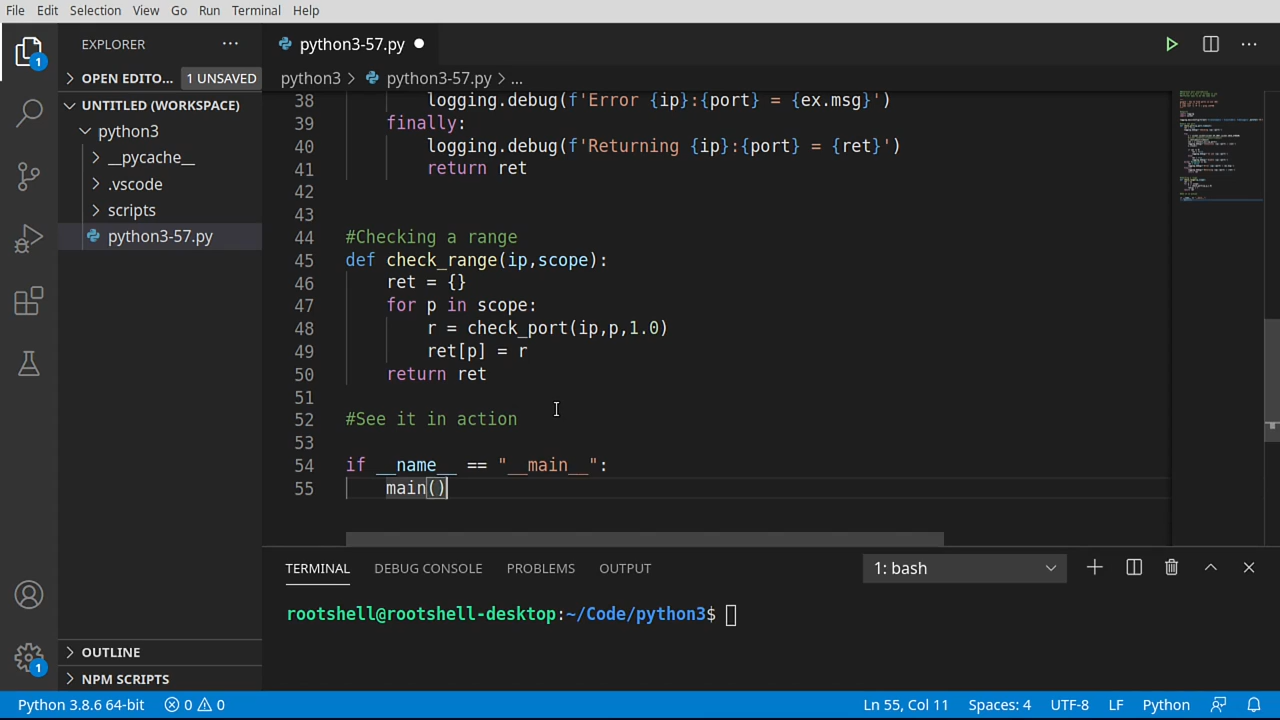 File Edit Selection View Go Run Terminal Help
1
EXPLORER ···
python3-57.py
OPEN EDITO... 1 UNSAVED
python3 > python3-57.py > ...
UNTITLED (WORKSPACE)
python3
__pycache__
.vscode
scripts
python3-57.py
38 logging.debug(f'Error {ip}:{port} = {ex.msg}')
39 finally:
40 logging.debug(f'Returning {ip}:{port} = {ret}')
41 return ret
42
43
44 #Checking a range
45 def check_range(ip,scope):
46 ret = {}
47 for p in scope:
48 r = check_port(ip,p,1.0)
49 ret[p] = r
50 return ret
51
52 #See it in action
53
54 if __name__ == "__main__":
55 main()
TERMINAL DEBUG CONSOLE PROBLEMS OUTPUT 1: bash
rootshell@rootshell-desktop:~/Code/python3$
OUTLINE
1
NPM SCRIPTS
Python 3.8.6 64-bit 0 0 Ln 55, Col 11 Spaces: 4 UTF-8 LF Python